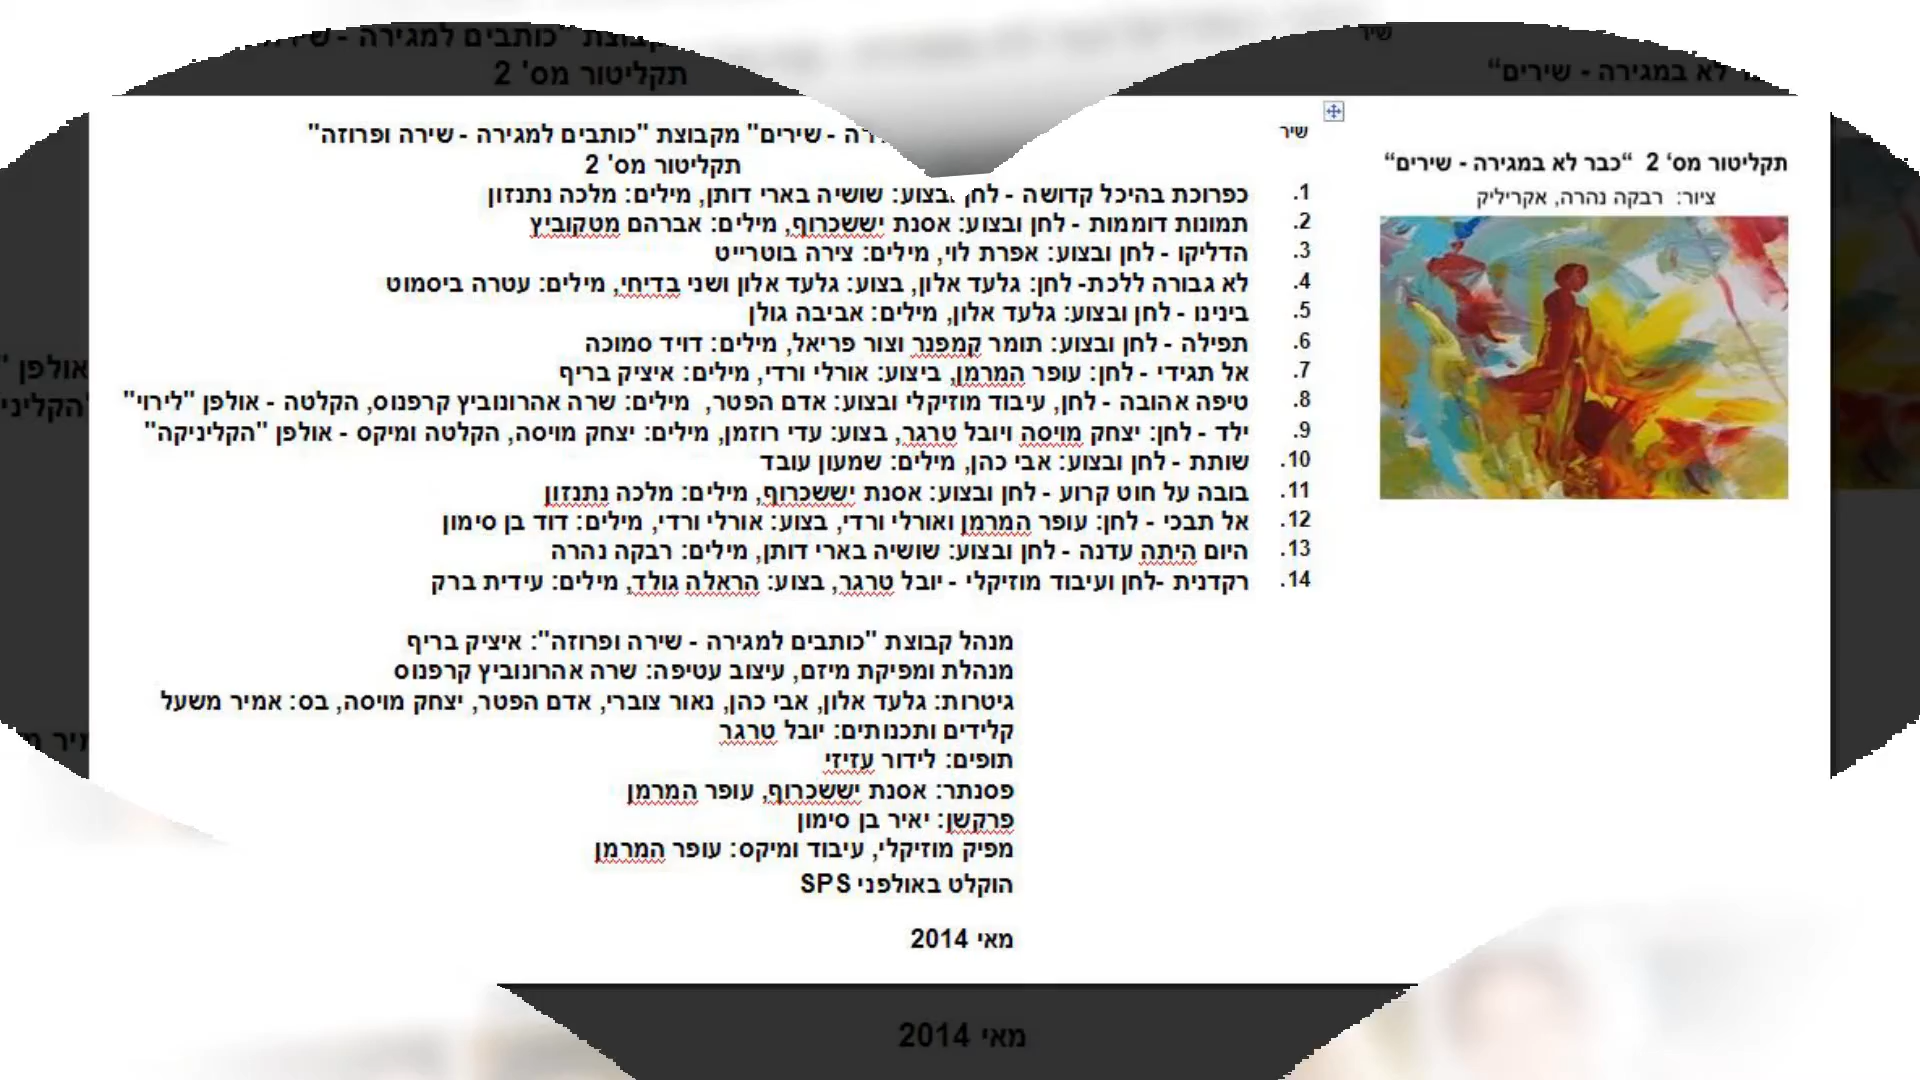 שיר
תקליטור מס' 2 "כבר לא במגירה - שירים"
ציור: רבקה נהרה, אקריליק
שירים" מקבוצת "כותבים למגירה - שירה ופרוזה"
תקליטור מס' 2
1. כפרוכת בהיכל קדושה - לחן ובצוע: שושיה בארי דותן, מילים: מלכה נתנזון
2. תמונות דוממות - לחן ובצוע: אסנת יששכרוף, מילים: אברהם מטקוביץ
3. הדליקו - לחן ובצוע: אפרת לוי, מילים: צירה בוטרייט
4. לא גבורה ללכת- לחן: גלעד אלון, בצוע: גלעד אלון ושני בדיחי, מילים: עטרה ביסמוט
5. בינינו - לחן ובצוע: גלעד אלון, מילים: אביבה גולן
6. תפילה - לחן ובצוע: תומר קמפנר וצור פריאל, מילים: דויד סמוכה
7. אל תגידי - לחן: עופר המרמן, ביצוע: אורלי ורדי, מילים: איציק בריף
8. טיפה אהובה - לחן, עיבוד מוזיקלי ובצוע: אדם הפטר, מילים: שרה אהרונוביץ קרפנוס, הקלטה - אולפן "לירוי"
9. ילד - לחן: יצחק מויסה ויובל טרגר, בצוע: עדי רוזמן, מילים: יצחק מויסה, הקלטה ומיקס - אולפן "הקליניקה"
10. שותת - לחן ובצוע: אבי כהן, מילים: שמעון עובד
11. בובה על חוט קרוע - לחן ובצוע: אסנת יששכרוף, מילים: מלכה נתנזון
12. אל תבכי - לחן: עופר המרמן ואורלי ורדי, בצוע: אורלי ורדי, מילים: דוד בן סימון
13. היום היתה עדנה - לחן ובצוע: שושיה בארי דותן, מילים: רבקה נהרה
14. רקדנית -לחן ועיבוד מוזיקלי - יובל טרגר, בצוע: הראלה גולד, מילים: עידית ברק
מנהל קבוצת "כותבים למגירה - שירה ופרוזה": איציק בריף
מנהלת ומפיקת מיזם, עיצוב עטיפה: שרה אהרונוביץ קרפנוס
גיטרות: גלעד אלון, אבי כהן, נאור צוברי, אדם הפטר, יצחק מויסה, בס: אמיר משעל
קלידים ותכנותים: יובל טרגר
תופים: לידור עזיזי
פסנתר: אסנת יששכרוף, עופר המרמן
פרקשן: יאיר בן סימון
מפיק מוזיקלי, עיבוד ומיקס: עופר המרמן
הוקלט באולפני SPS
מאי 2014
מאי 2014